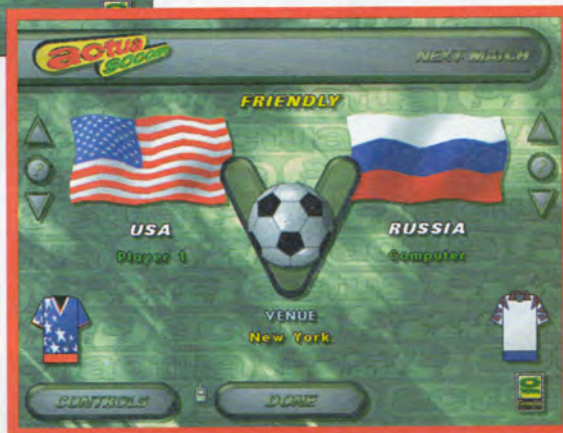 actua
SOCCER
NEXT MATCH
FRIENDLY
USA
RUSSIA
Player 1
Computer
VENUE
New York
CONTROLS
DONE